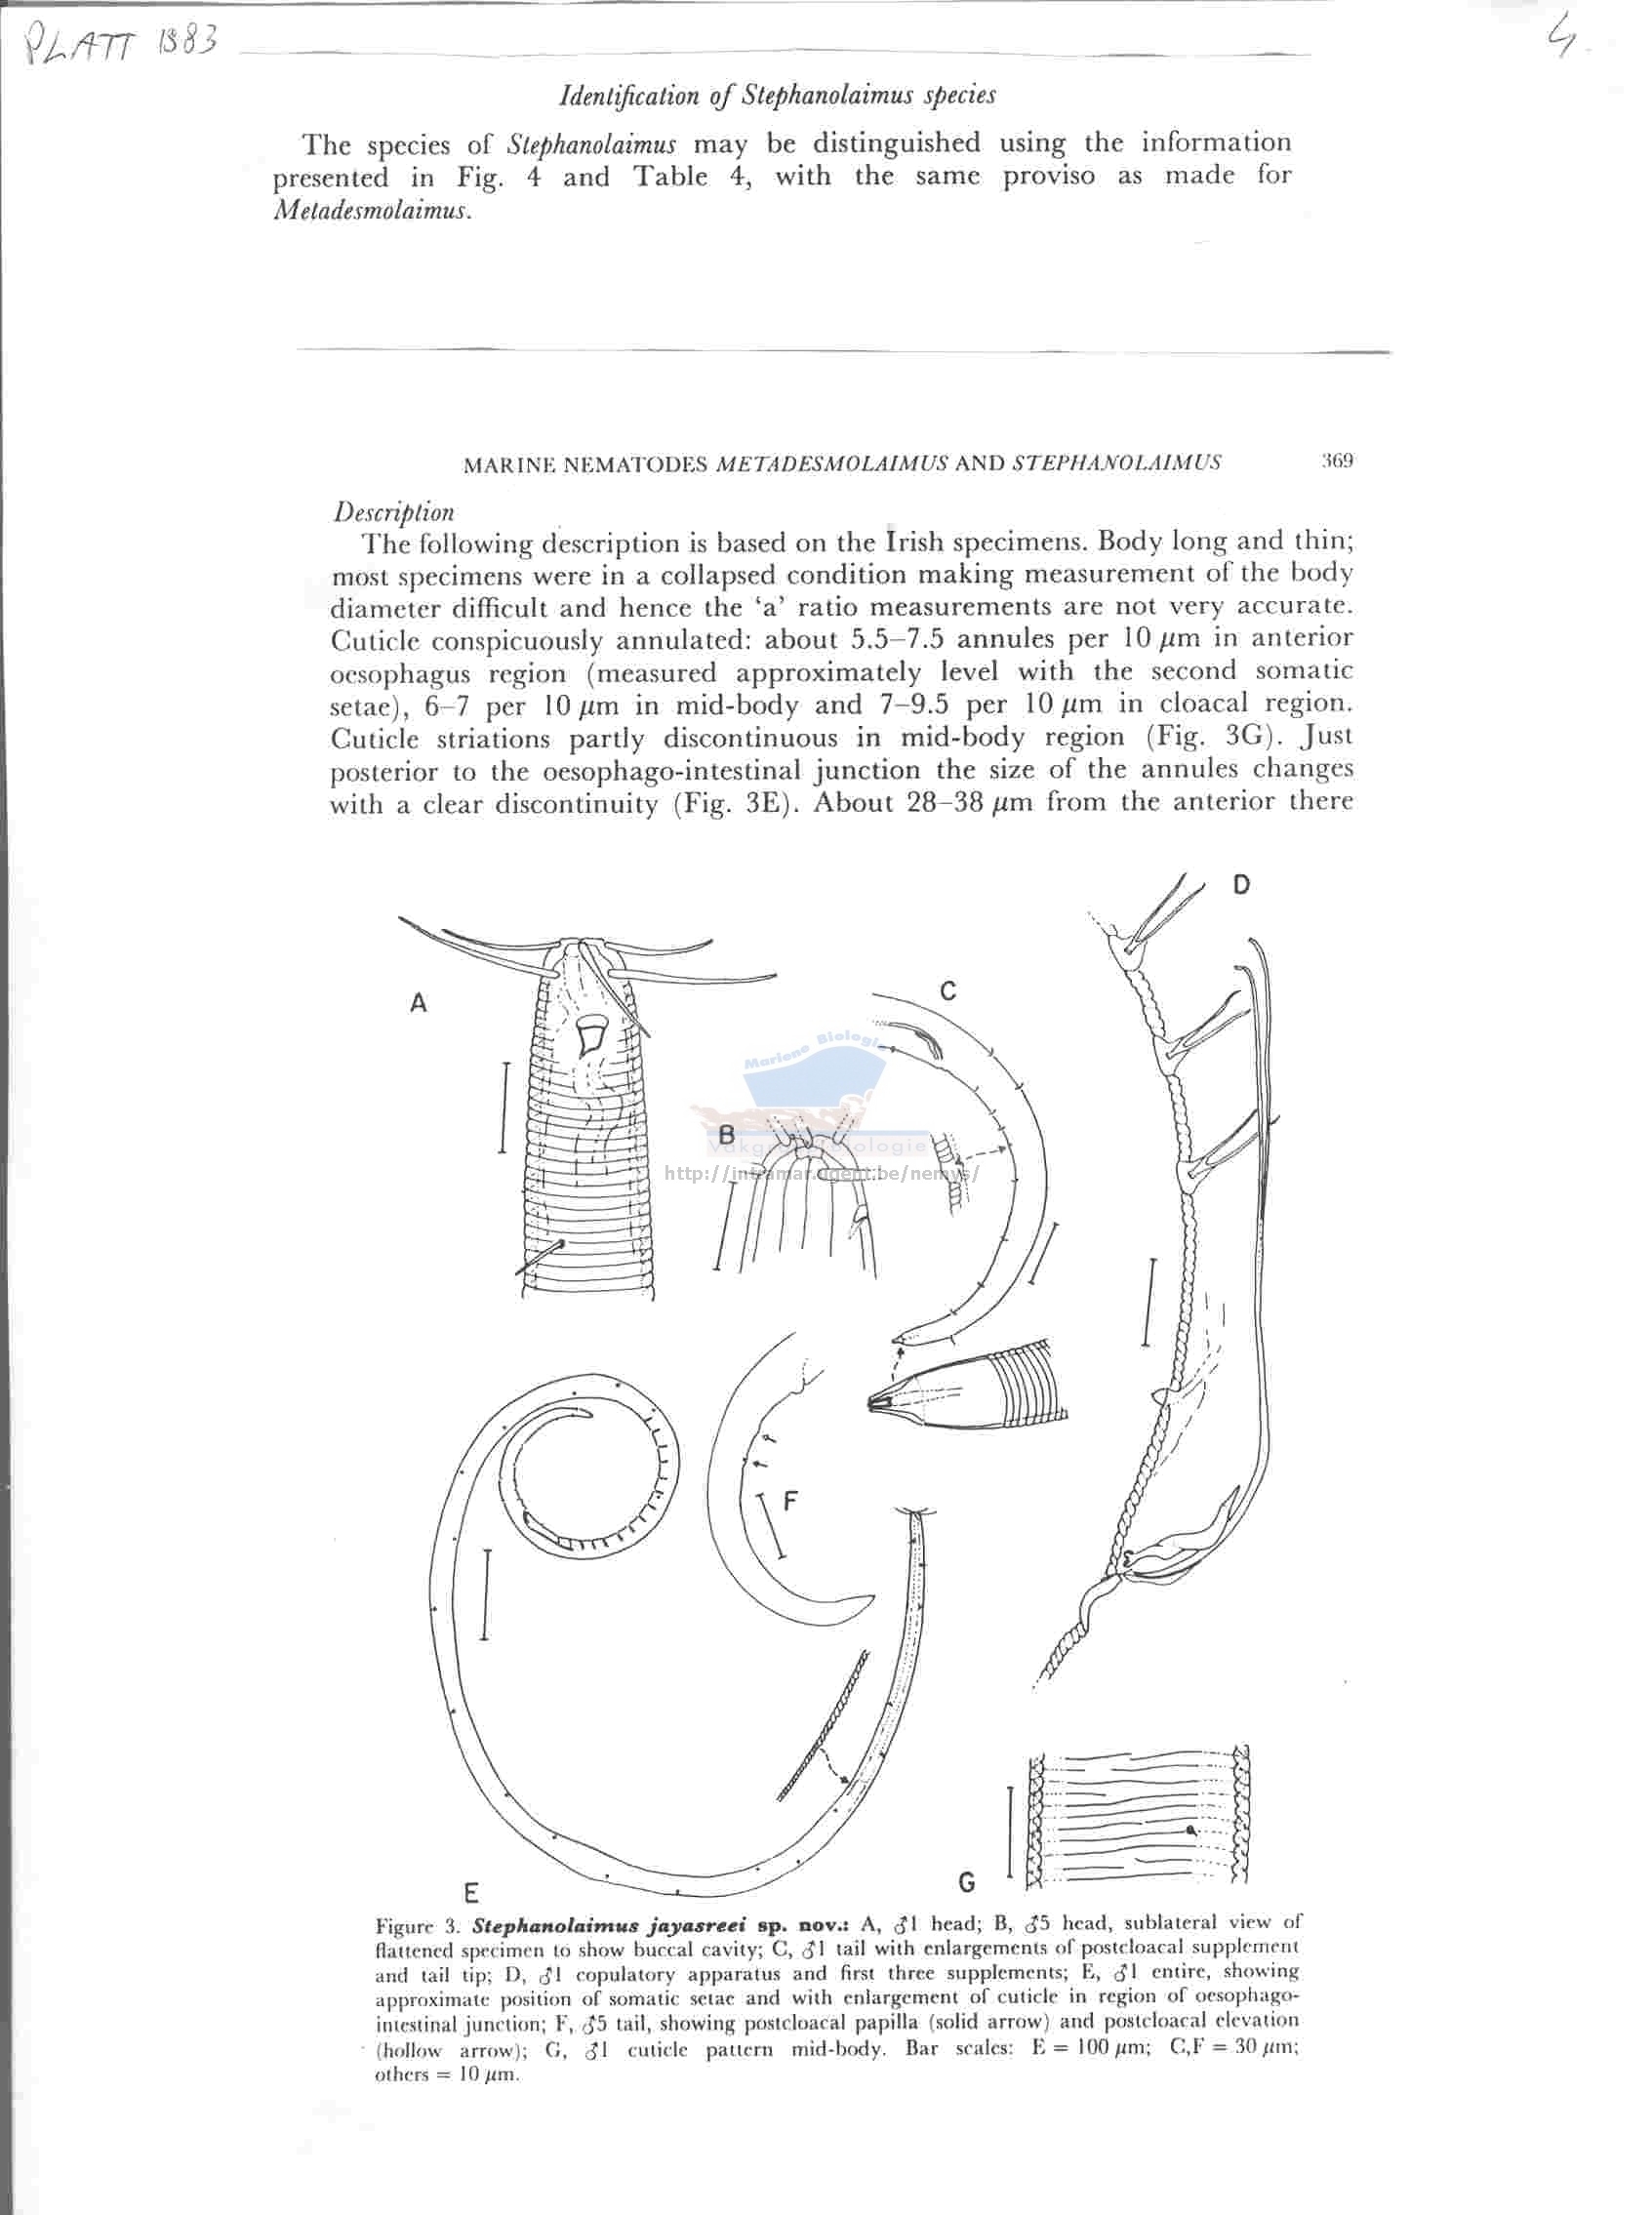 PLATT 1983
4.
Identification of Stephanolaimus species
The species of Stephanolaimus may be distinguished using the information
presented in Fig. 4 and Table 4, with the same proviso as made for
Metadesmolaimus.
MARINE NEMATODES METADESMOLAIMUS AND STEPHANOLAIMUS 369
Description
The following description is based on the Irish specimens. Body long and thin;
most specimens were in a collapsed condition making measurement of the body
diameter difficult and hence the ‘a’ ratio measurements are not very accurate.
Cuticle conspicuously annulated: about 5.5–7.5 annules per 10 μm in anterior
oesophagus region (measured approximately level with the second somatic
setae), 6–7 per 10 μm in mid-body and 7–9.5 per 10 μm in cloacal region.
Cuticle striations partly discontinuous in mid-body region (Fig. 3G). Just
posterior to the oesophago-intestinal junction the size of the annules changes
with a clear discontinuity (Fig. 3E). About 28–38 μm from the anterior there
D
C
A
Mariene Biologie
B
Vakgroep Biologie
http://intramar.ugent.be/nemys/
F
E
G
Figure 3. Stephanolaimus jayasreei sp. nov.: A, ♂1 head; B, ♂5 head, sublateral view of
flattened specimen to show buccal cavity; C, ♂1 tail with enlargements of postcloacal supplement
and tail tip; D, ♂1 copulatory apparatus and first three supplements; E, ♂1 entire, showing
approximate position of somatic setae and with enlargement of cuticle in region of oesophago-
intestinal junction; F, ♂5 tail, showing postcloacal papilla (solid arrow) and postcloacal elevation
(hollow arrow); G, ♂1 cuticle pattern mid-body. Bar scales: E = 100 μm; C,F = 30 μm;
others = 10 μm.